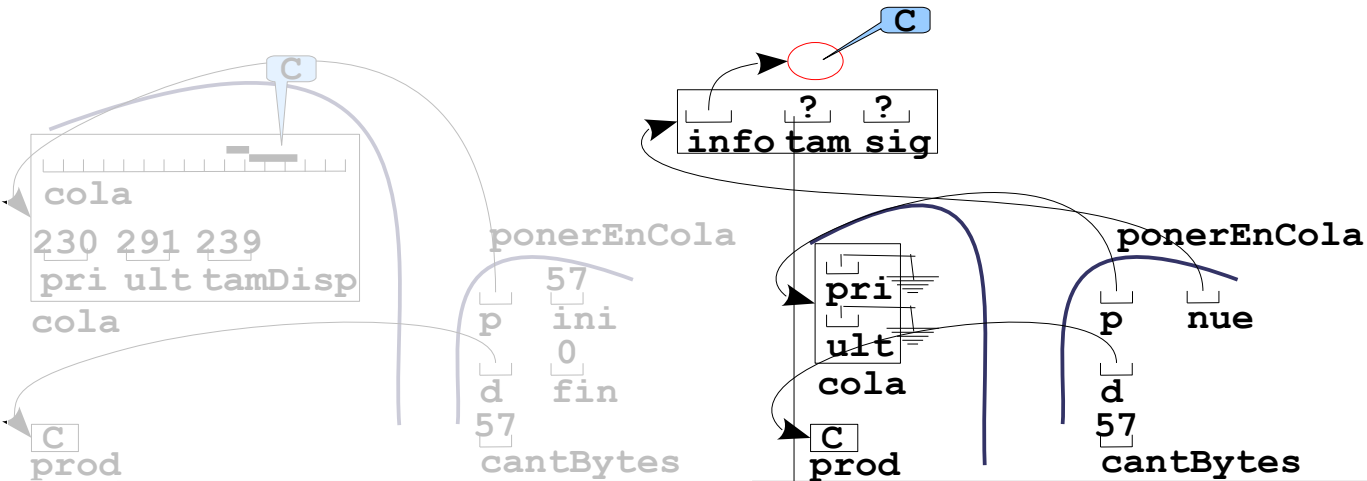 C
cola
230 291 239
pri ult tamDisp
cola
ponerEnCola
57
p ini
0
d fin
57
cantBytes
C
prod
C
? ?
info tam sig
ponerEnCola
pri
p nue
ult
cola
d
57
cantBytes
C
prod